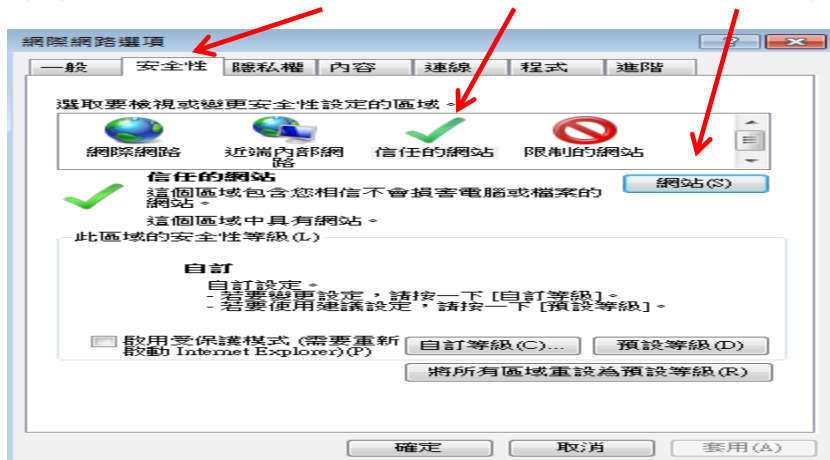 網際網路選項
一般 安全性 隱私權 內容 連線 程式 進階
選取要檢視或變更安全性設定的區域。
網際網路 近端內部網路 信任的網站 限制的網站
信任的網站
這個區域包含您相信不會損害電腦或檔案的
網站。
網站(S)
這個區域中具有網站。
此區域的安全性等級(L)
自訂
自訂設定。
- 若要變更設定，請按一下 [自訂等級]。
- 若要使用建議設定，請按一下 [預設等級]。
啟用受保護模式 (需要重新
啟動 Internet Explorer)(P)
自訂等級(C)... 預設等級(D)
將所有區域重設為預設等級(R)
確定 取消 套用(A)